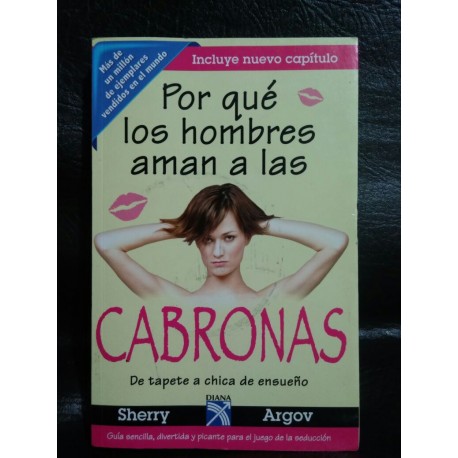 Más de
un millón
de ejemplares
vendidos en el mundo
Incluye nuevo capítulo
Por qué
los hombres
aman a las
CABRONAS
De tapete a chica de ensueño
DIANA
Sherry Argov
Guía sencilla, divertida y picante para el juego de la seducción